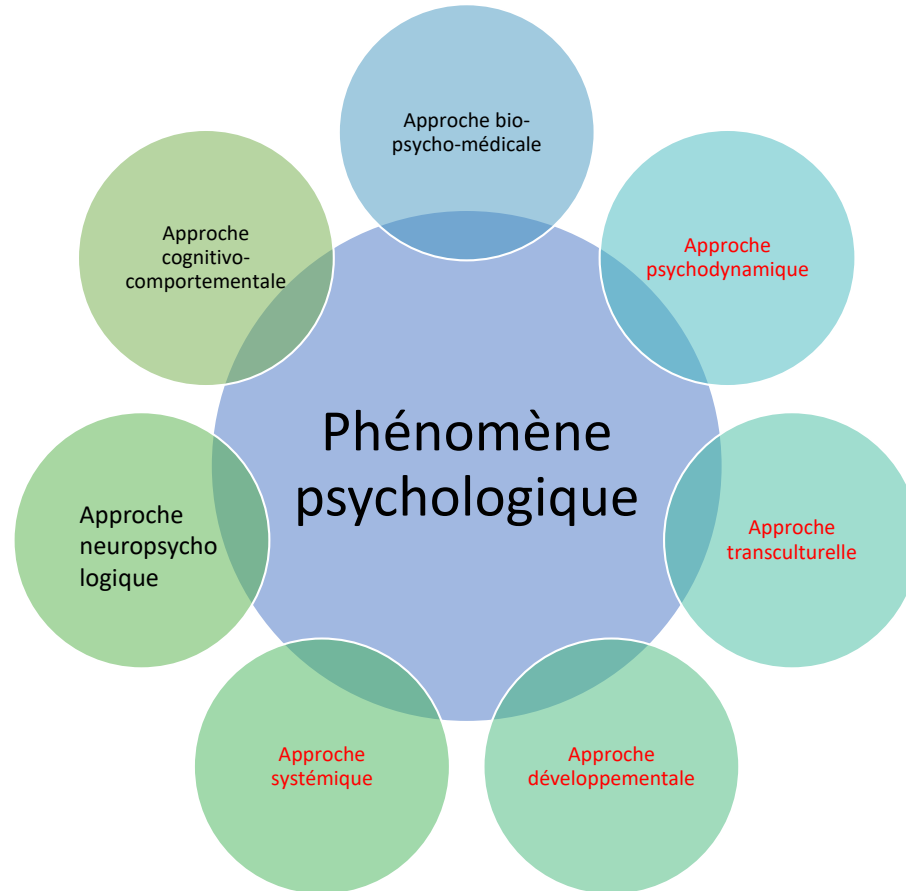 Approche bio-
psycho-médicale
Approche
psychodynamique
Approche
transculturelle
Approche
développementale
Approche
systémique
Approche
neuropsycho
logique
Approche
cognitivo-
comportementale
Phénomène
psychologique